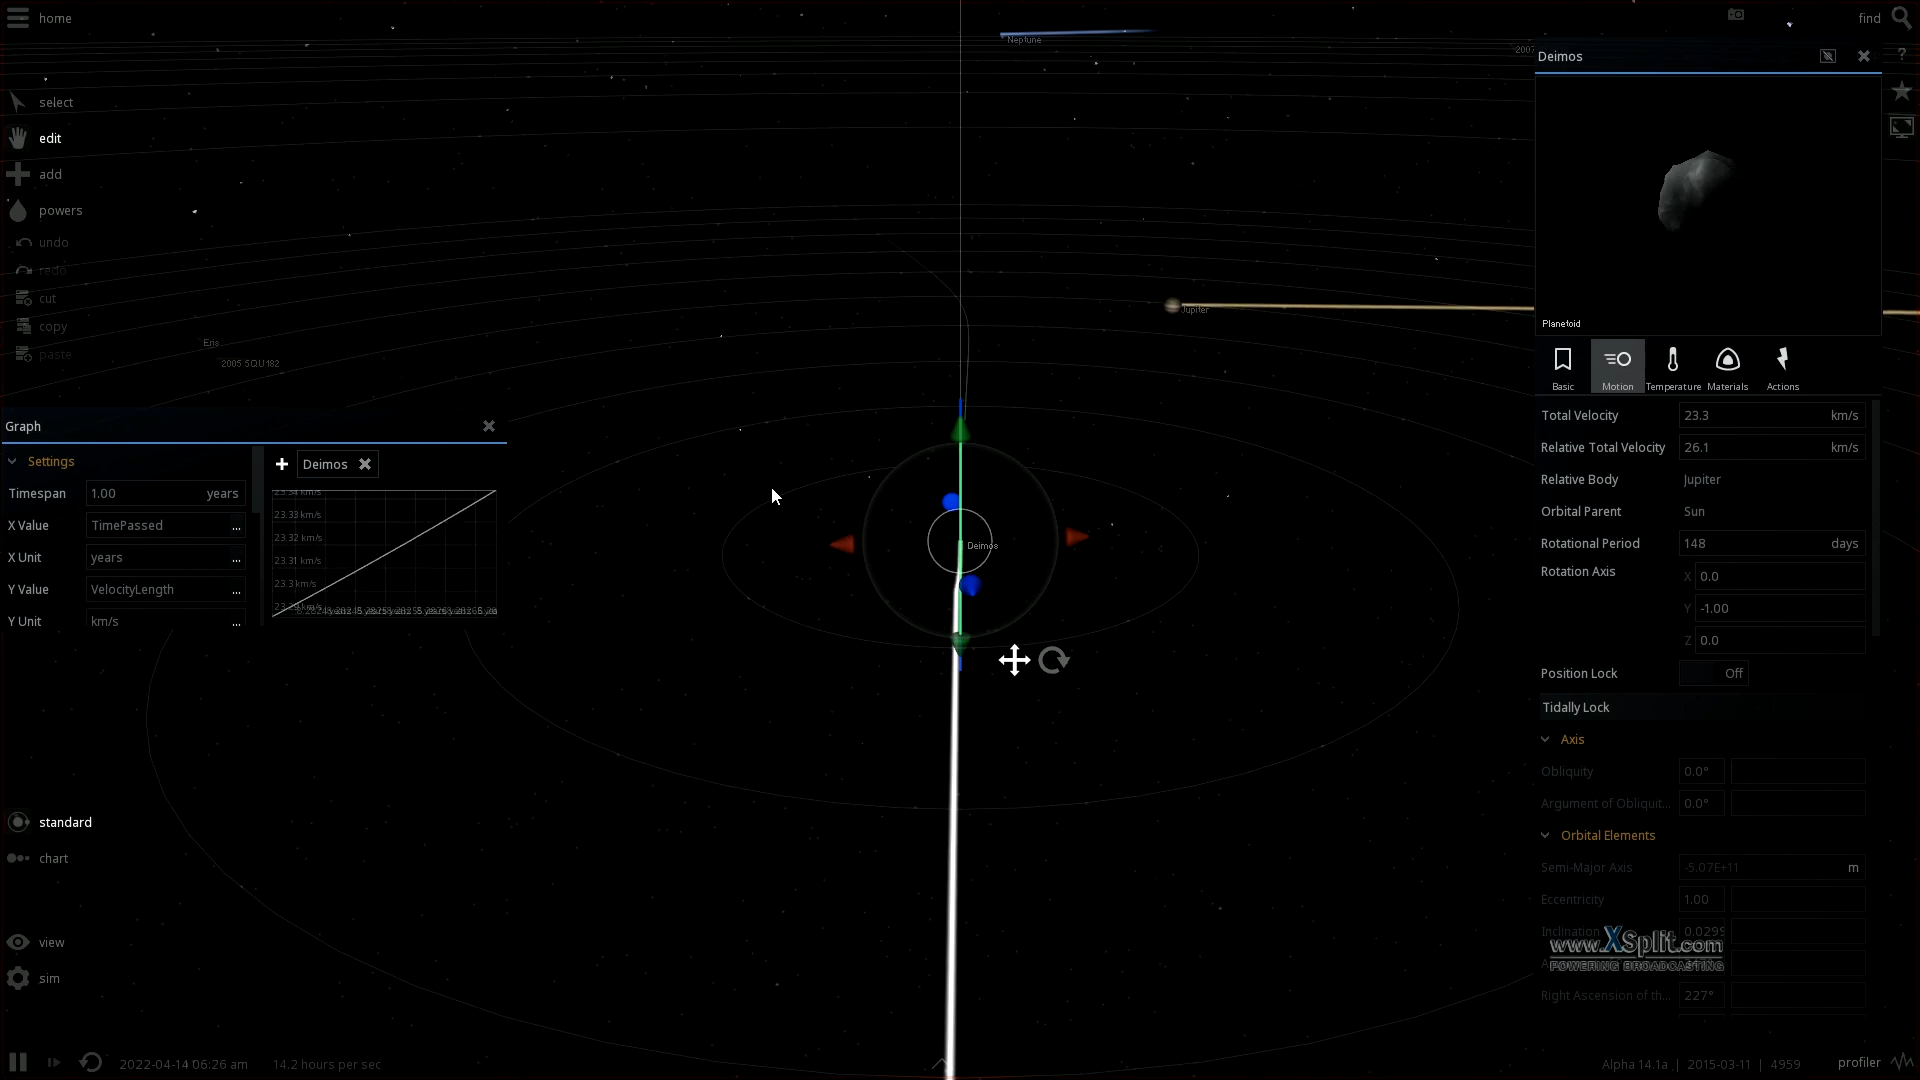 home
find
Neptune
Deimos
select
edit
add
powers
undo
redo
cut
copy
paste
Eris
2005 SQU182
Jupiter
Planetoid
Basic
Motion
Temperature
Materials
Actions
Total Velocity 23.3 km/s
Relative Total Velocity 26.1 km/s
Relative Body Jupiter
Orbital Parent Sun
Rotational Period 148 days
Rotation Axis X 0.0
Y -1.00
Z 0.0
Position Lock Off
Tidally Lock
Axis
Obliquity 0.0°
Argument of Obliquit... 0.0°
Orbital Elements
Semi-Major Axis -5.07E+11 m
Eccentricity 1.00
Inclination 0.0299
www.XSplit.com
POWERING BROADCASTING
Right Ascension of th... 227°
Graph
Settings
Deimos
Timespan 1.00 years
X Value TimePassed ...
X Unit years ...
Y Value VelocityLength ...
Y Unit km/s ...
23.34 km/s
23.33 km/s
23.32 km/s
23.31 km/s
23.3 km/s
Deimos
standard
chart
view
sim
2022-04-14 06:26 am
14.2 hours per sec
Alpha 14.1a | 2015-03-11 | 4959
profiler